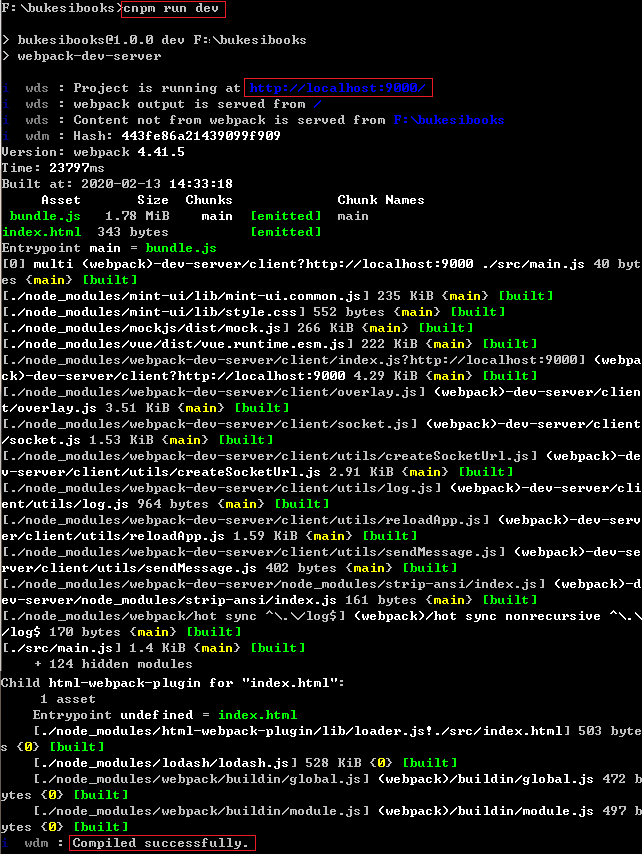 F:\bukesibooks>cnpm run dev
> bukesibooks@1.0.0 dev F:\bukesibooks
> webpack-dev-server
i wds : Project is running at http://localhost:9000/
i wds : webpack output is served from /
i wds : Content not from webpack is served from F:\bukesibooks
i wdm : Hash: 443fe86a21439099f909
Version: webpack 4.41.5
Time: 23797ms
Built at: 2020-02-13 14:33:18
Asset Size Chunks Chunk Names
bundle.js 1.78 MiB main [emitted] main
index.html 343 bytes [emitted]
Entrypoint main = bundle.js
[0] multi (webpack)-dev-server/client?http://localhost:9000 ./src/main.js 40 byt
es {main} [built]
[./node_modules/mint-ui/lib/mint-ui.common.js] 235 KiB {main} [built]
[./node_modules/mint-ui/lib/style.css] 552 bytes {main} [built]
[./node_modules/mockjs/dist/mock.js] 266 KiB {main} [built]
[./node_modules/vue/dist/vue.runtime.esm.js] 222 KiB {main} [built]
[./node_modules/webpack-dev-server/client/index.js?http://localhost:9000] (webpa
ck)-dev-server/client?http://localhost:9000 4.29 KiB {main} [built]
[./node_modules/webpack-dev-server/client/overlay.js] (webpack)-dev-server/clien
t/overlay.js 3.51 KiB {main} [built]
[./node_modules/webpack-dev-server/client/socket.js] (webpack)-dev-server/client
/socket.js 1.53 KiB {main} [built]
[./node_modules/webpack-dev-server/client/utils/createSocketUrl.js] (webpack)-de
v-server/client/utils/createSocketUrl.js 2.91 KiB {main} [built]
[./node_modules/webpack-dev-server/client/utils/log.js] (webpack)-dev-server/cli
ent/utils/log.js 964 bytes {main} [built]
[./node_modules/webpack-dev-server/client/utils/reloadApp.js] (webpack)-dev-serv
er/client/utils/reloadApp.js 1.59 KiB {main} [built]
[./node_modules/webpack-dev-server/client/utils/sendMessage.js] (webpack)-dev-se
rver/client/utils/sendMessage.js 402 bytes {main} [built]
[./node_modules/webpack-dev-server/node_modules/strip-ansi/index.js] (webpack)-d
ev-server/node_modules/strip-ansi/index.js 161 bytes {main} [built]
[./node_modules/webpack/hot sync ^\.\/log$] (webpack)/hot sync nonrecursive ^\.\
/log$ 170 bytes {main} [built]
[./src/main.js] 1.4 KiB {main} [built]
+ 124 hidden modules
Child html-webpack-plugin for "index.html":
1 asset
Entrypoint undefined = index.html
[./node_modules/html-webpack-plugin/lib/loader.js!./src/index.html] 503 byte
s {0} [built]
[./node_modules/lodash/lodash.js] 528 KiB {0} [built]
[./node_modules/webpack/buildin/global.js] (webpack)/buildin/global.js 472 b
ytes {0} [built]
[./node_modules/webpack/buildin/module.js] (webpack)/buildin/module.js 497 b
ytes {0} [built]
i wdm : Compiled successfully.